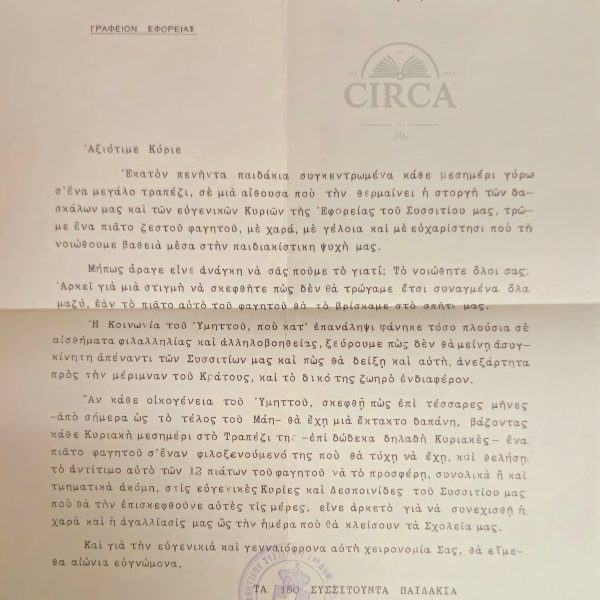 ΓΡΑΦΕΙΟΝ ΕΦΟΡΕΙΑΣ
CIRCA
Ἀξιότιμε Κύριε
Ἑκατὸν πενῆντα παιδάκια συγκεντρωμένα κάθε μεσημέρι γύρω
σ'ἕνα μεγάλο τραπέζι, σὲ μιὰ αἴθουσα ποὺ τὴν θερμαίνει ἡ στοργὴ τῶν δα-
σκάλων μας καὶ τῶν εὐγενικῶν Κυριῶν τῆς Ἐφορείας τοῦ Συσσιτίου μας, τρῶ-
με ἕνα πιᾶτο ζεστοῦ φαγητοῦ, μὲ χαρά, μὲ γέλοια καὶ μὲ εὐχαρίστησι ποὺ τὴ
νοιώθουμε βαθειὰ μέσα στὴν παιδιακίστικη ψυχή μας.
Μήπως ἄραγε εἶνε ἀνάγκη νὰ σᾶς ποῦμε τὸ γιατί; Τὸ νοιώθετε ὅλοι σας.
Ἀρκεῖ γιὰ μιὰ στιγμὴ νὰ σκεφθῆτε πὼς δὲν θὰ τρώγαμε ἔτσι συναγμένα ὅλα
μαζύ, ἐὰν τὸ πιᾶτο αὐτὸ τοῦ φαγητοῦ θὰ τὸ βρίσκαμε στὸ σπῆτι μας.
Ἡ Κοινωνία τοῦ Ὑμηττοῦ, ποὺ κατ' ἐπανάληψι φάνηκε τόσο πλούσια σὲ
αἰσθήματα φιλαλληλίας καὶ ἀλληλοβοηθείας, ξεύρουμε πὼς δὲν θὰ μείνῃ ἀσυγ-
κίνητη ἀπέναντι τῶν Συσσιτίων μας καὶ πὼς θὰ δείξῃ καὶ αὐτή, ἀνεξάρτητα
πρὸς τὴν μέριμναν τοῦ Κράτους, καὶ τὸ δικό της ζωηρὸ ἐνδιαφέρον.
Ἂν κάθε οἰκογένεια τοῦ Ὑμηττοῦ, σκεφθῇ πὼς ἐπὶ τέσσαρες μῆνες
-ἀπὸ σήμερα ὡς τὸ τέλος τοῦ Μάη- θὰ ἔχῃ μιὰ ἔκτακτο δαπάνη, βάζοντας
κάθε Κυριακὴ μεσημέρι στὸ Τραπέζι της -ἐπὶ δώδεκα δηλαδὴ Κυριακὲς- ἕνα
πιᾶτο φαγητοῦ σ'ἕναν φιλοξενούμενό της ποὺ θὰ τύχῃ νὰ ἔχῃ, καὶ θελήσῃ
τὸ ἀντίτιμο αὐτὸ τῶν 12 πιάτων τοῦ φαγητοῦ νὰ τὸ προσφέρῃ, συνολικὰ ἢ καὶ
τμηματικὰ ἀκόμη, στὶς εὐγενικὲς Κυρίες καὶ Δεσποινίδες τοῦ Συσσιτίου μας
ποὺ θὰ τὴν ἐπισκεφθοῦνε αὐτὲς τὶς μέρες, εἶνε ἀρκετὸ γιὰ νὰ συνεχισθῇ ἡ
χαρὰ καὶ ἡ ἀγαλλίασίς μας ὡς τὴν ἡμέρα ποὺ θὰ κλείσουν τὰ Σχολεῖα μας.
Καὶ γιὰ τὴν εὐγενικιὰ καὶ γενναιόφρονα αὐτὴ χειρονομία Σας, θὰ εἴμε-
θα αἰώνια εὐγνώμονα,
ΤΑ 150 ΣΥΣΣΙΤΟΥΝΤΑ ΠΑΙΔΑΚΙΑ